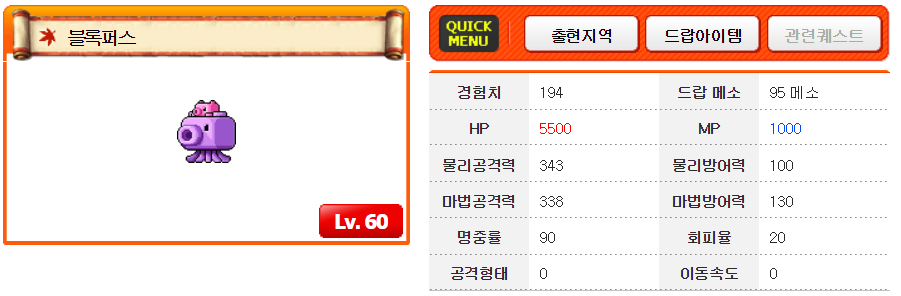 블록퍼스
Lv. 60
QUICK
MENU
출현지역
드랍아이템
관련퀘스트
경험치 194 드랍 메소 95 메소
HP 5500 MP 1000
물리공격력 343 물리방어력 100
마법공격력 338 마법방어력 130
명중률 90 회피율 20
공격형태 0 이동속도 0